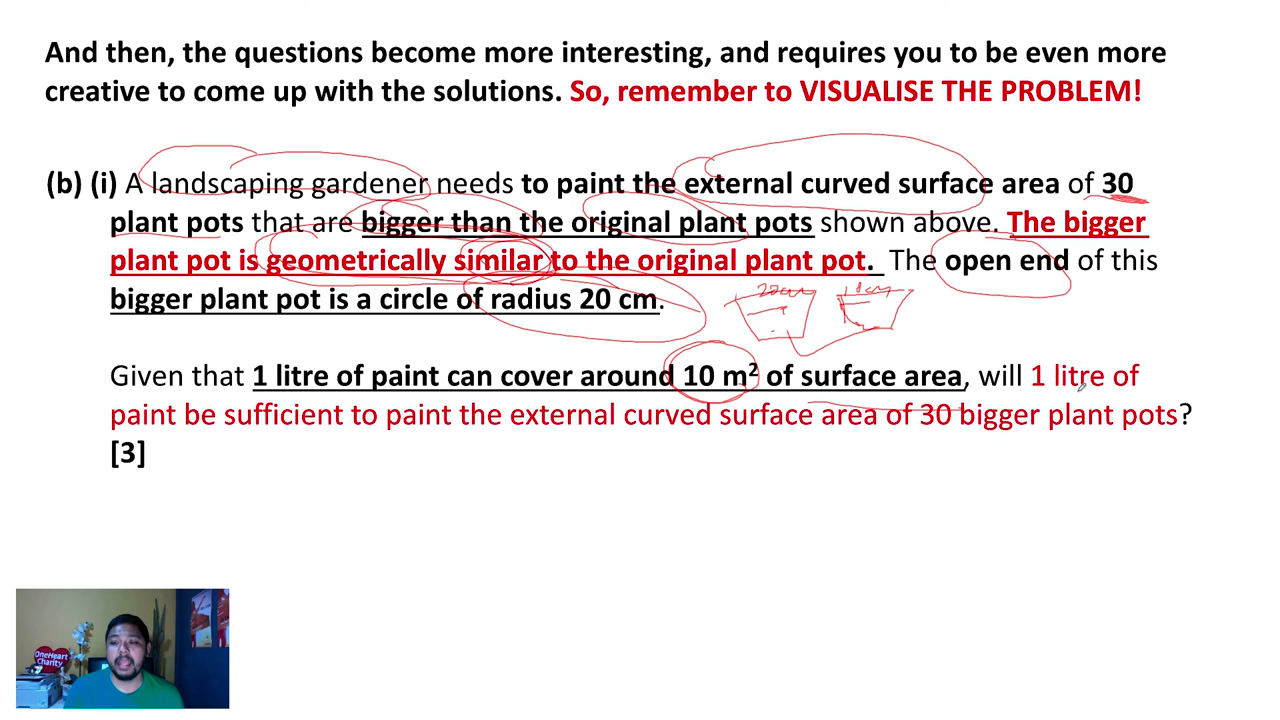 And then, the questions become more interesting, and requires you to be even more
creative to come up with the solutions. So, remember to VISUALISE THE PROBLEM!
(b) (i) A landscaping gardener needs to paint the external curved surface area of 30
plant pots that are bigger than the original plant pots shown above. The bigger
plant pot is geometrically similar to the original plant pot. The open end of this
bigger plant pot is a circle of radius 20 cm.
20cm 18cm
Given that 1 litre of paint can cover around 10 m² of surface area, will 1 litre of
paint be sufficient to paint the external curved surface area of 30 bigger plant pots?
[3]
OneHeart
Charity